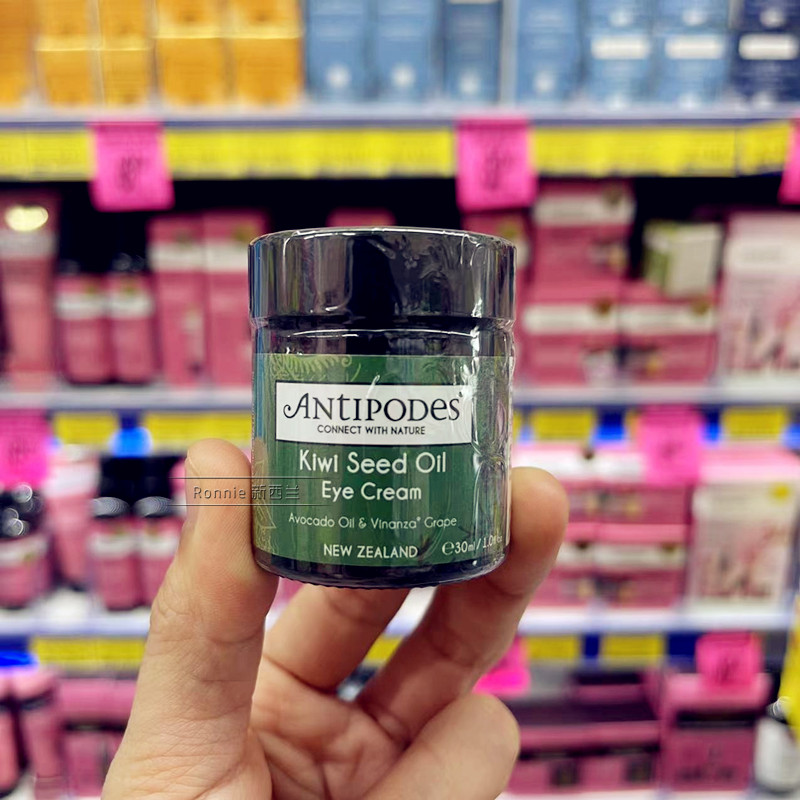 ANTIPODES®
CONNECT WITH NATURE
Kiwi Seed Oil
Eye Cream
Ronnie 新西兰
Avocado Oil & Vinanza® Grape
NEW ZEALAND
℮30ml / 1.0fl